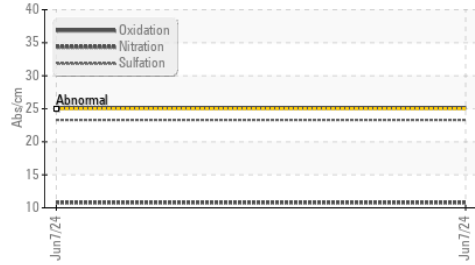 40
Oxidation
Nitration
Sulfation
35
30
Abs/cm
Abnormal
25
20
15
10
Jun7/24
Jun7/24